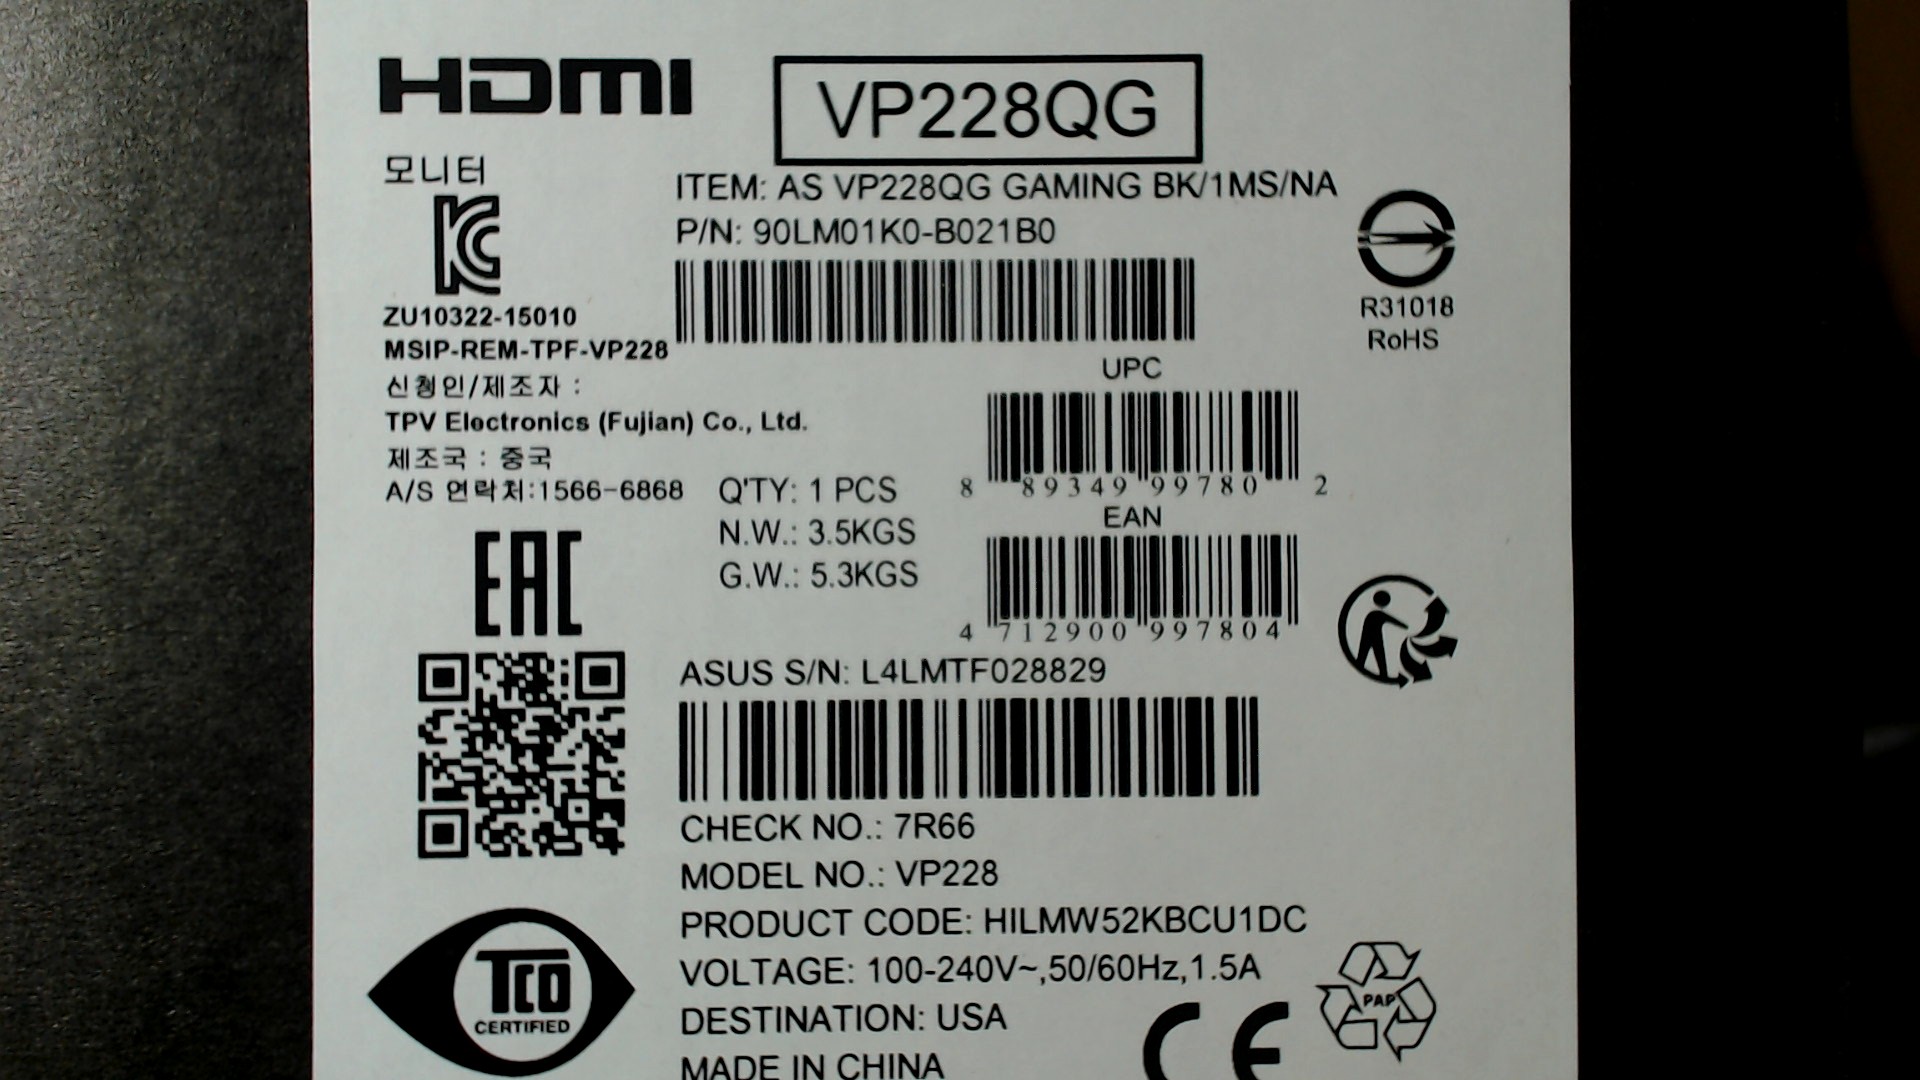 HDMI
VP228QG
모니터
ITEM: AS VP228QG GAMING BK/1MS/NA
P/N: 90LM01K0-B021B0
R31018
RoHS
ZU10322-15010
MSIP-REM-TPF-VP228
신청인/제조자 :
TPV Electronics (Fujian) Co., Ltd.
제조국 : 중국
A/S 연락처:1566-6868
UPC
8 89349 99780 2
Q'TY: 1 PCS
N.W.: 3.5KGS
G.W.: 5.3KGS
EAN
4 712900 997804
EAC
ASUS S/N: L4LMTF028829
CHECK NO.: 7R66
MODEL NO.: VP228
PRODUCT CODE: HILMW52KBCU1DC
VOLTAGE: 100-240V~,50/60Hz,1.5A
DESTINATION: USA
MADE IN CHINA
TCO
CERTIFIED
CE
PAP